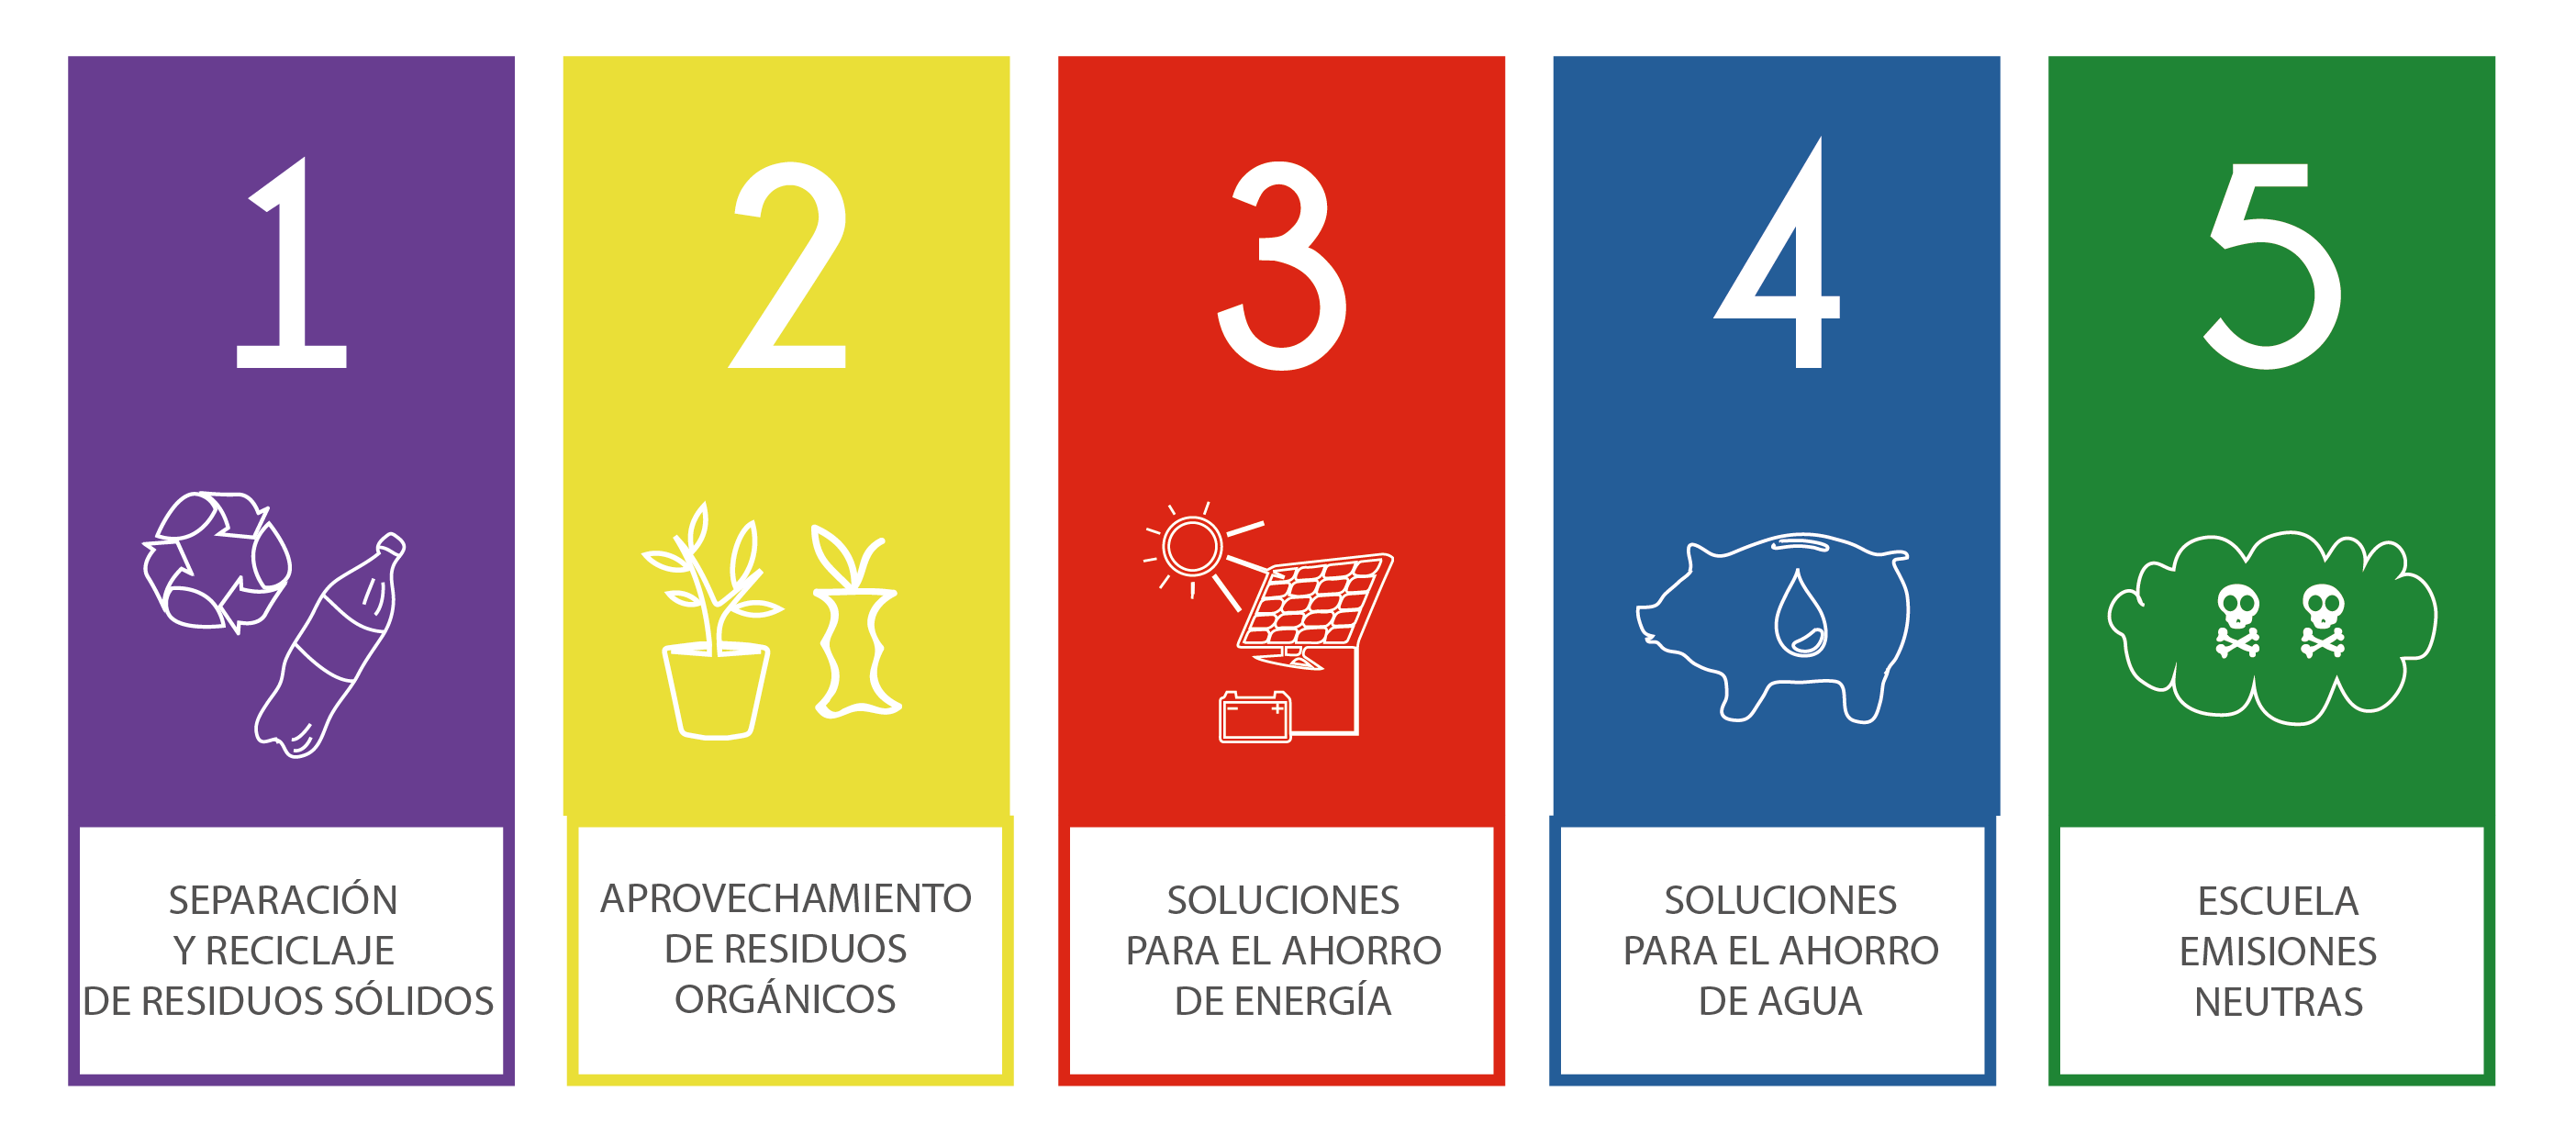 1
SEPARACIÓN
Y RECICLAJE
DE RESIDUOS SÓLIDOS
2
APROVECHAMIENTO
DE RESIDUOS
ORGÁNICOS
3
SOLUCIONES
PARA EL AHORRO
DE ENERGÍA
4
SOLUCIONES
PARA EL AHORRO
DE AGUA
5
ESCUELA
EMISIONES
NEUTRAS